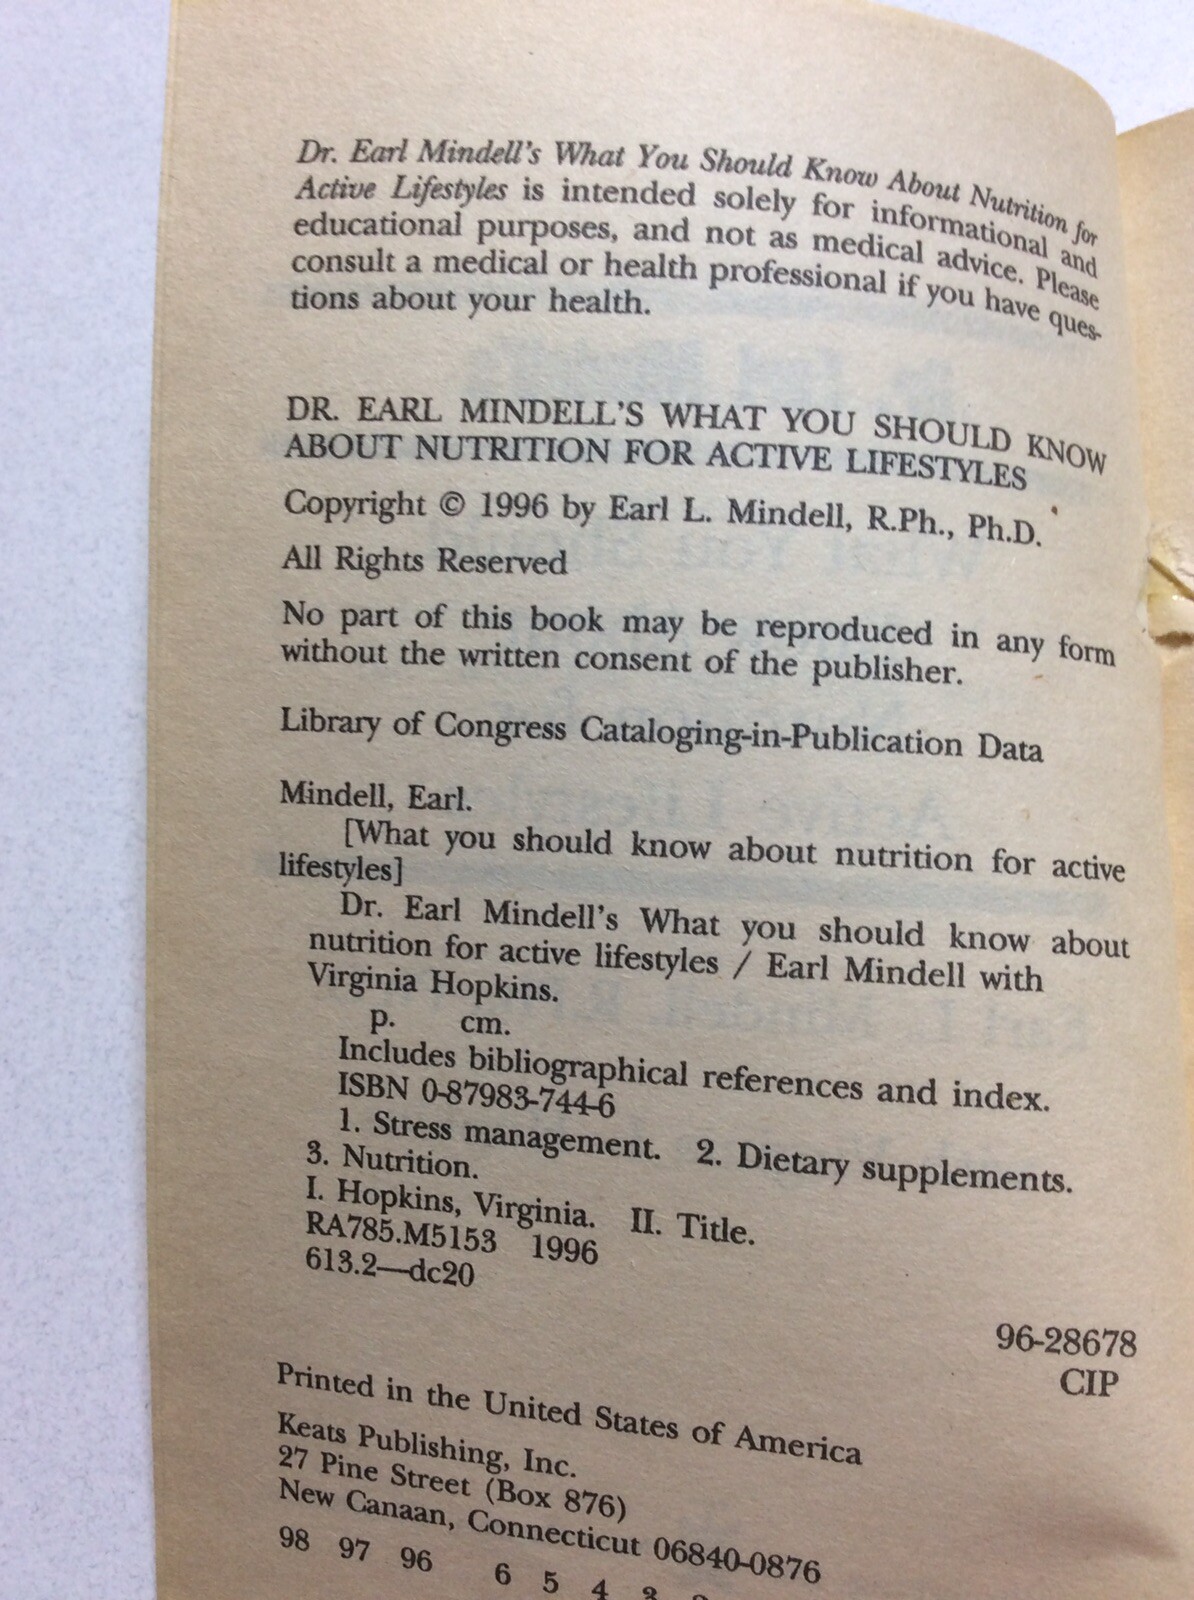 Dr. Earl Mindell's What You Should Know About Nutrition for
Active Lifestyles is intended solely for informational and
educational purposes, and not as medical advice. Please
consult a medical or health professional if you have ques-
tions about your health.
DR. EARL MINDELL'S WHAT YOU SHOULD KNOW
ABOUT NUTRITION FOR ACTIVE LIFESTYLES
Copyright © 1996 by Earl L. Mindell, R.Ph., Ph.D.
All Rights Reserved
No part of this book may be reproduced in any form
without the written consent of the publisher.
Library of Congress Cataloging-in-Publication Data
Mindell, Earl.
[What you should know about nutrition for active
lifestyles]
Dr. Earl Mindell's What you should know about
nutrition for active lifestyles / Earl Mindell with
Virginia Hopkins.
p. cm.
Includes bibliographical references and index.
ISBN 0-87983-744-6
1. Stress management. 2. Dietary supplements.
3. Nutrition.
I. Hopkins, Virginia. II. Title.
RA785.M5153 1996
613.2—dc20
96-28678
CIP
Printed in the United States of America
Keats Publishing, Inc.
27 Pine Street (Box 876)
New Canaan, Connecticut 06840-0876
98 97 96 6 5 4 3